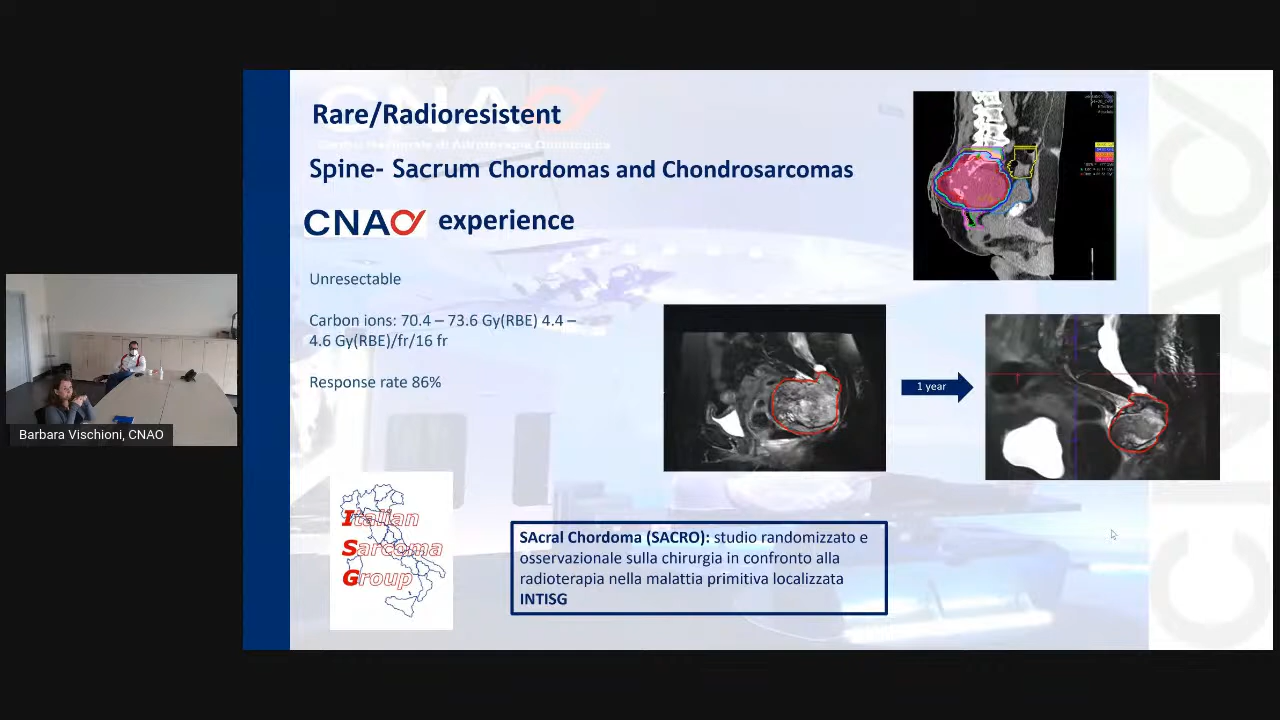 Rare/Radioresistent
Spine- Sacrum Chordomas and Chondrosarcomas
CNAO experience
Unresectable
Carbon ions: 70.4 – 73.6 Gy(RBE) 4.4 –
4.6 Gy(RBE)/fr/16 fr
Response rate 86%
1 year
Barbara Vischioni, CNAO
Italian
Sarcoma
Group
SAcral Chordoma (SACRO): studio randomizzato e
osservazionale sulla chirurgia in confronto alla
radioterapia nella malattia primitiva localizzata
INTISG
CNAO